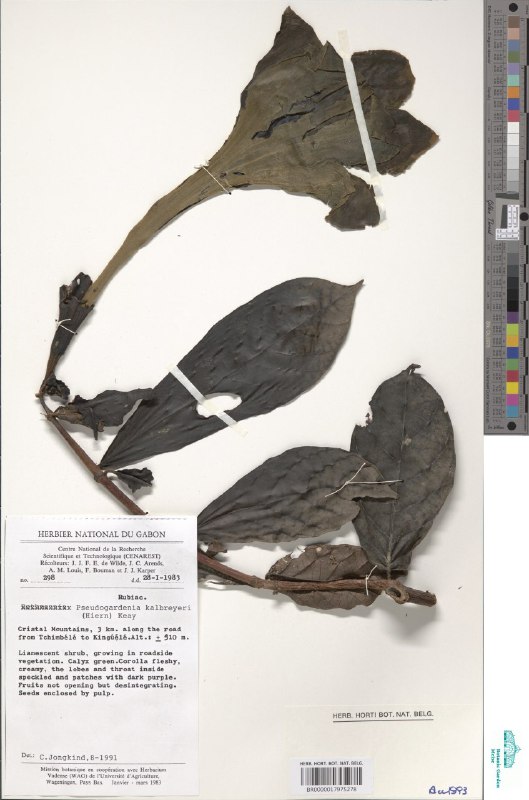 HERBIER NATIONAL DU GABON
Centre National de la Recherche
Scientifique et Technologique (CENAREST)
Récolteurs: J. J. F. E. de Wilde, J. C. Arends,
A. M. Louis, F. Bouman et J. J. Karper
no. 298 d.d. 28-1-1983
Rubiac.
Pseudogardenia kalbreyeri
(Hiern) Keay
Cristal Mountains, 3 km. along the road
from Tchimbélé to Kinguélé.Alt.: ± 510 m.
Lianescent shrub, growing in roadside
vegetation. Calyx green.Corolla fleshy,
creamy, the lobes and throat inside
speckled and patches with dark purple.
Fruits not opening but desintegrating.
Seeds enclosed by pulp.
Det.: C.Jongkind,8-1991
Mission botanique en coopération avec Herbarium
Vadense (WAG) de l'Université d'Agriculture,
Wageningen, Pays Bas. Janvier - mars 1983
HERB. HORTI BOT. NAT. BELG.
HERB. HORT. BOT. NAT. BELG.
BR0000017975278
Botanic Garden
Meise